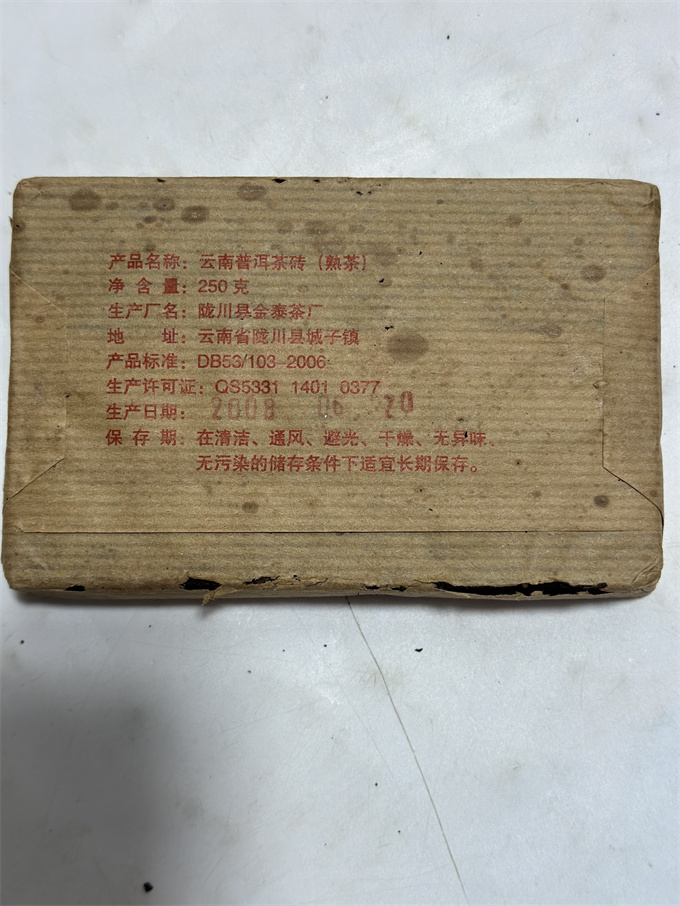 产品名称：云南普洱茶砖（熟茶）
净含量：250克
生产厂名：陇川县金泰茶厂
地址：云南省陇川县城子镇
产品标准：DB53/103-2006
生产许可证：QS5331 1401 0377
生产日期：2008 06 20
保存期：在清洁、通风、避光、干燥、无异味、
无污染的储存条件下适宜长期保存。